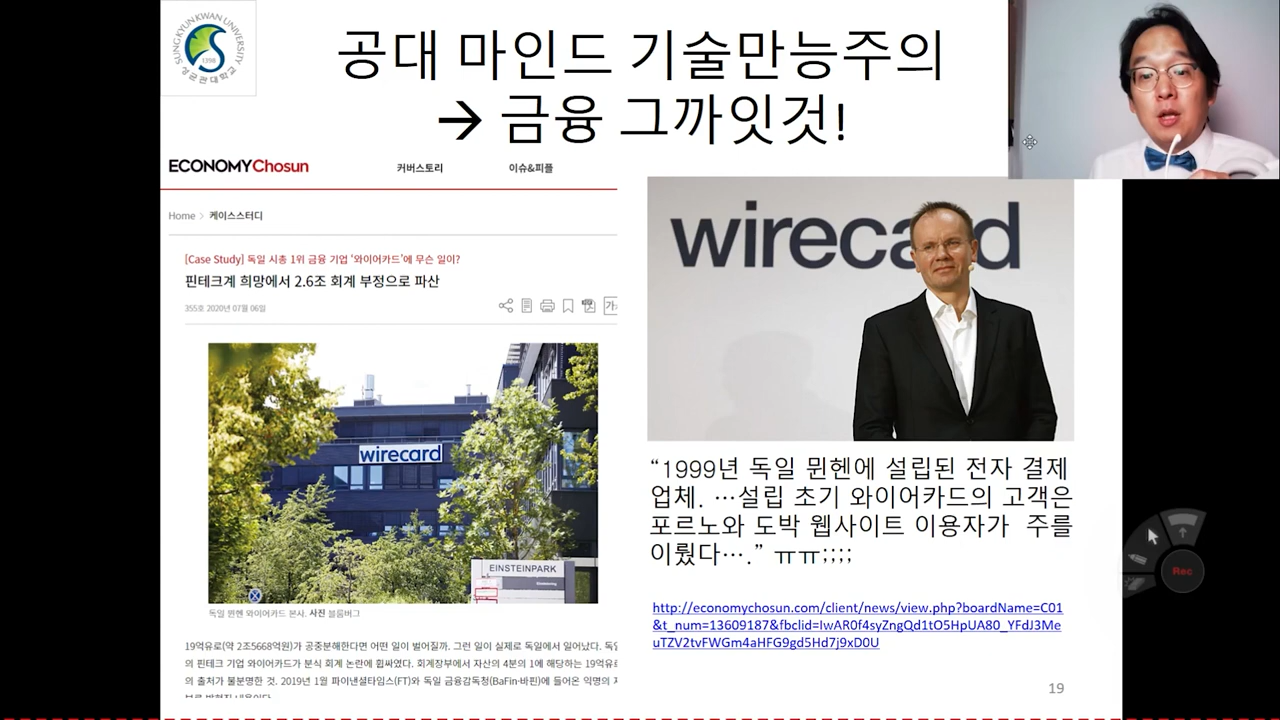 SUNG KYUN KWAN UNIVERSITY
1398
성균관대학교
공대 마인드 기술만능주의
→ 금융 그까잇것!
ECONOMYChosun
커버스토리
이슈&피플
Home > 케이스스터디
[Case Study] 독일 시총 1위 금융 기업 ‘와이어카드’에 무슨 일이?
핀테크계 희망에서 2.6조 회계 부정으로 파산
355호 2020년 07월 06일
가
wirecard
EINSTEINPARK
독일 뮌헨 와이어카드 본사. 사진 블룸버그
19억유로(약 2조5668억원)가 공중분해한다면 어떤 일이 벌어질까. 그런 일이 실제로 독일에서 일어났다. 독일
의 핀테크 기업 와이어카드가 분식 회계 논란에 휩싸였다. 회계장부에서 자산의 4분의 1에 해당하는 19억유로
의 출처가 불분명한 것. 2019년 1월 파이낸셜타임스(FT)와 독일 금융감독청(BaFin·바핀)에 들어온 익명의
wirecard
“1999년 독일 뮌헨에 설립된 전자 결제
업체. …설립 초기 와이어카드의 고객은
포르노와 도박 웹사이트 이용자가 주를
이뤘다….” ㅠㅠ;;;;
http://economychosun.com/client/news/view.php?boardName=C01
&t_num=13609187&fbclid=IwAR0f4syZngQd1tO5HpUA80_YFdJ3Me
uTZV2tvFWGm4aHFG9gd5Hd7j9xD0U
19
Rec